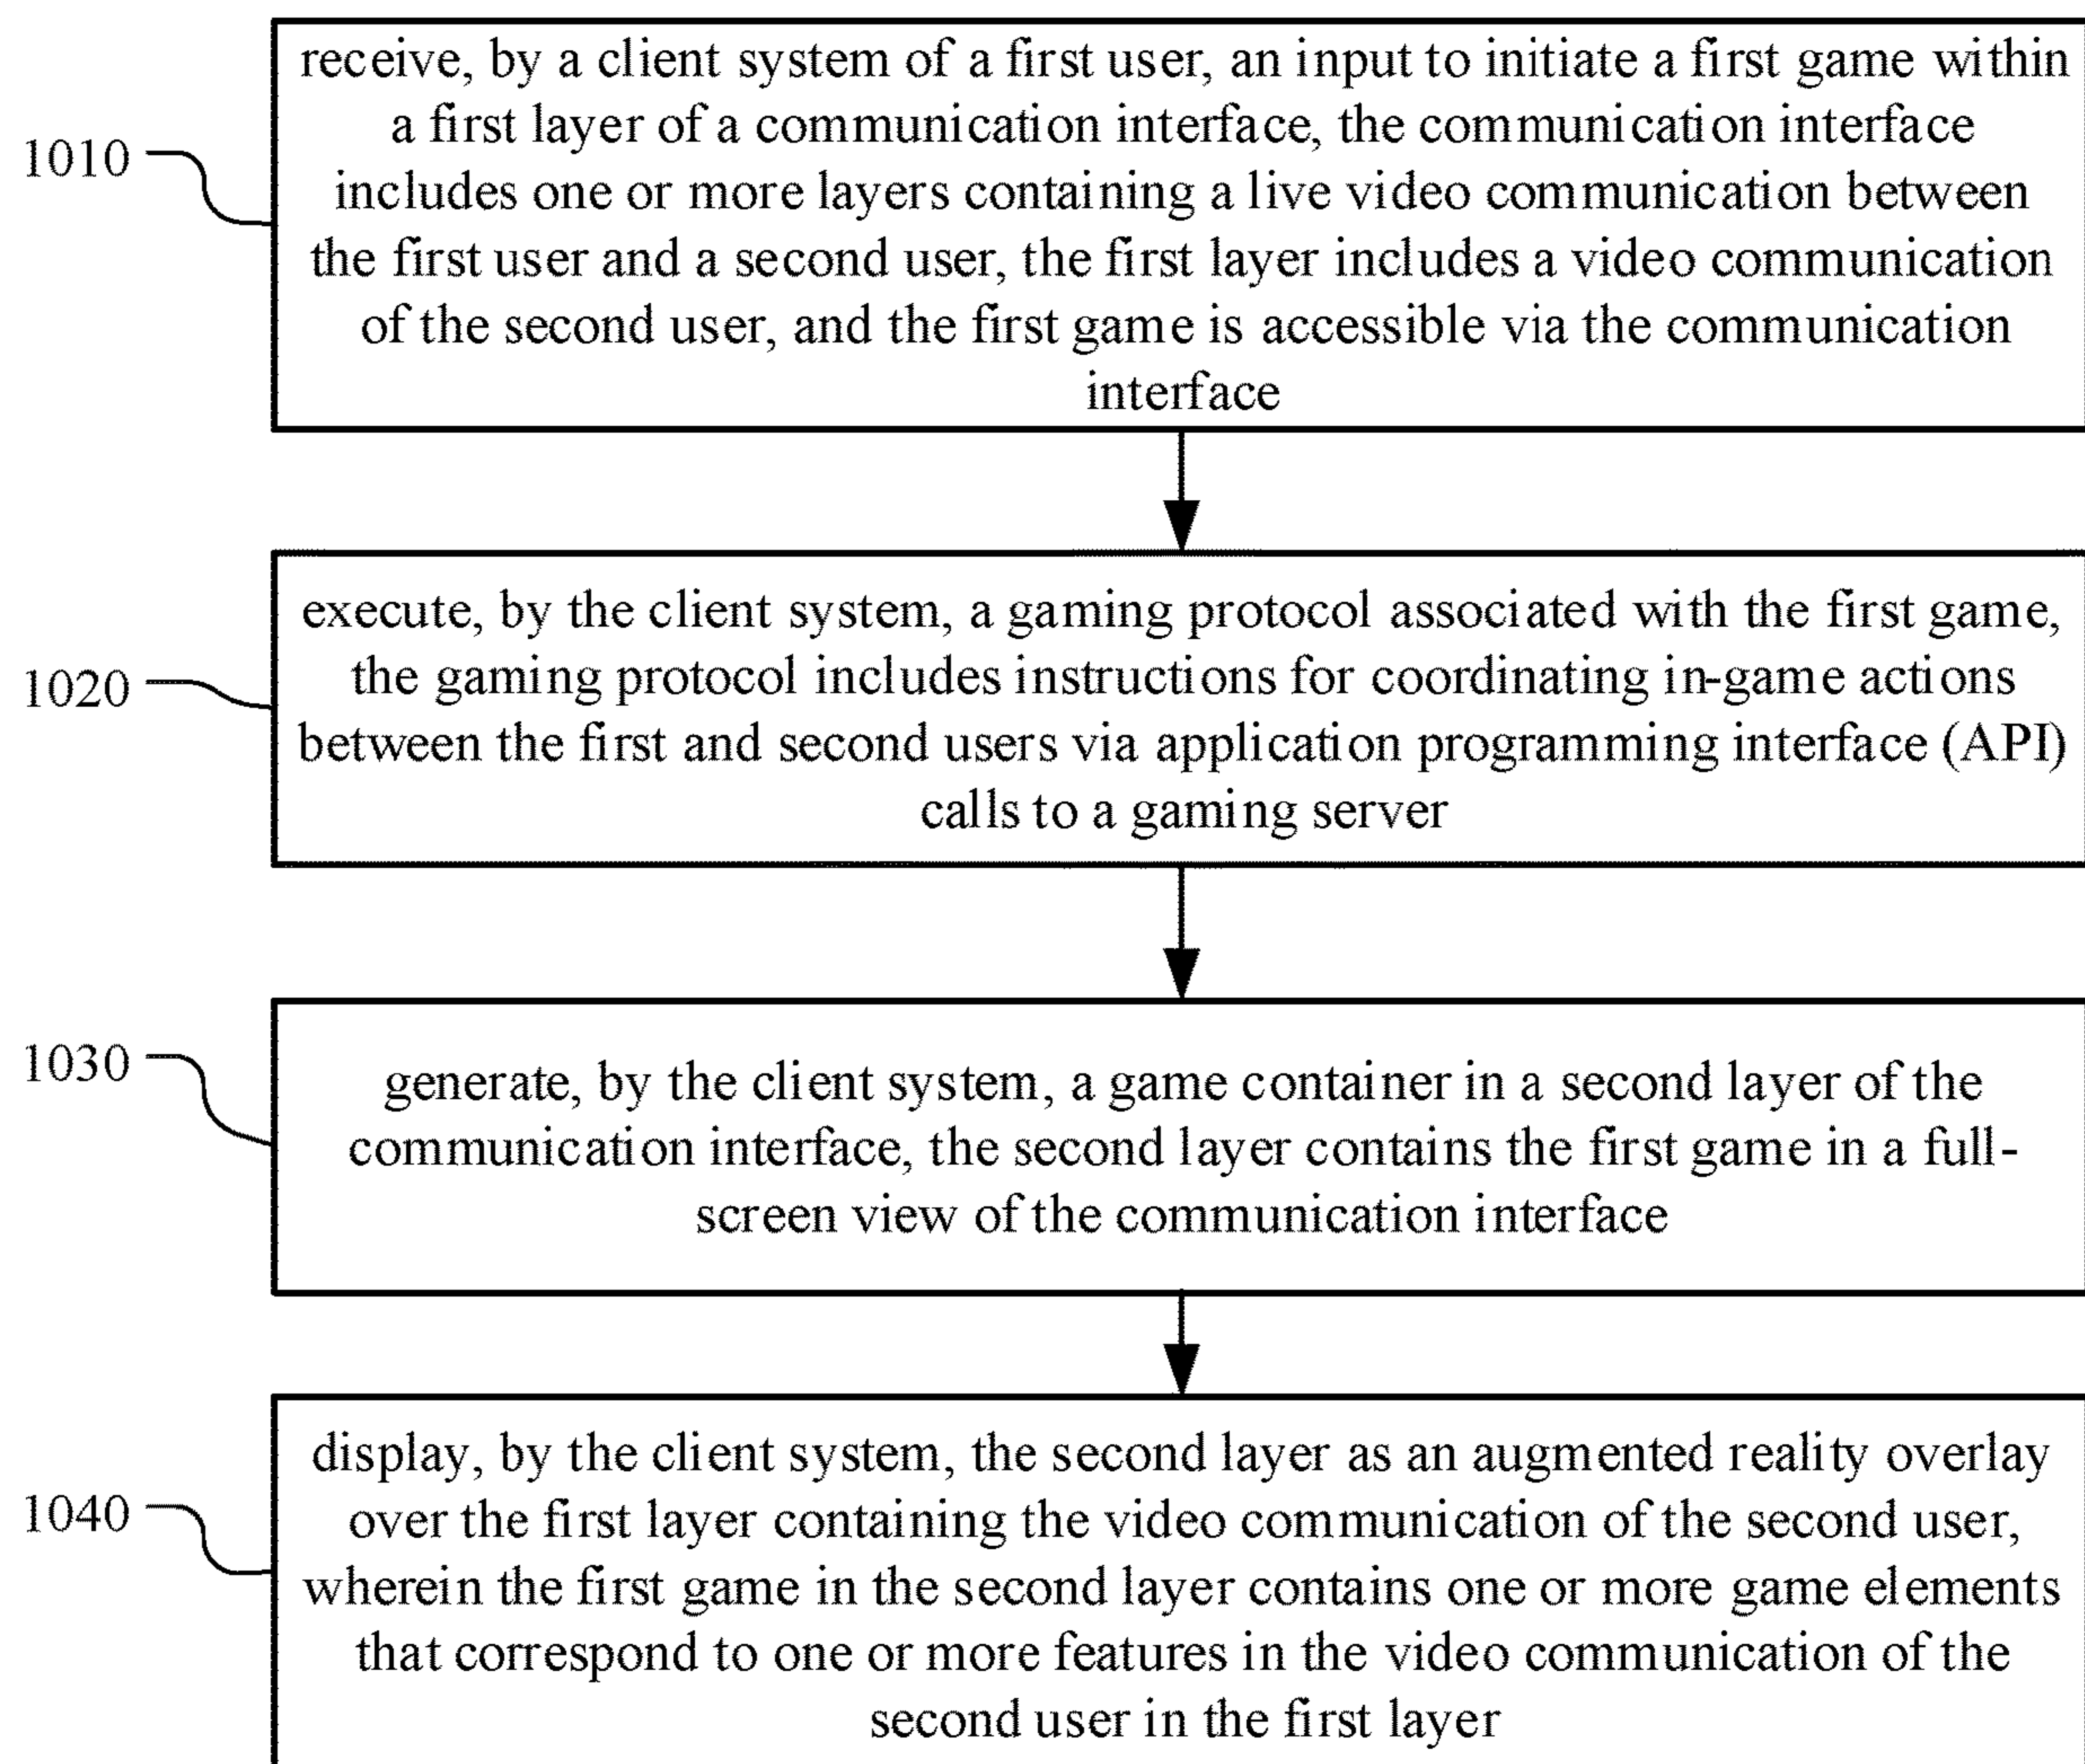 1010
receive, by a client system of a first user, an input to initiate a first game within
a first layer of a communication interface, the communication interface
includes one or more layers containing a live video communication between
the first user and a second user, the first layer includes a video communication
of the second user, and the first game is accessible via the communication
interface
1020
execute, by the client system, a gaming protocol associated with the first game,
the gaming protocol includes instructions for coordinating in-game actions
between the first and second users via application programming interface (API)
calls to a gaming server
1030
generate, by the client system, a game container in a second layer of the
communication interface, the second layer contains the first game in a full-
screen view of the communication interface
1040
display, by the client system, the second layer as an augmented reality overlay
over the first layer containing the video communication of the second user,
wherein the first game in the second layer contains one or more game elements
that correspond to one or more features in the video communication of the
second user in the first layer